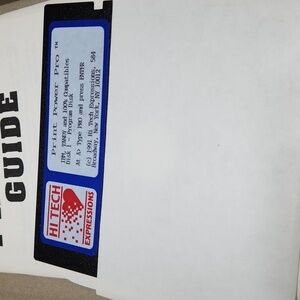 GUIDE
Print Power Pro™
IBM, TANDY and 100% Compatibles
Disk 1 - Program Disk
At A> Type PRO and press ENTER
(c) 1991 Hi Tech Expressions, 584
Broadway, New York, NY 10012
HI TECH
EXPRESSIONS